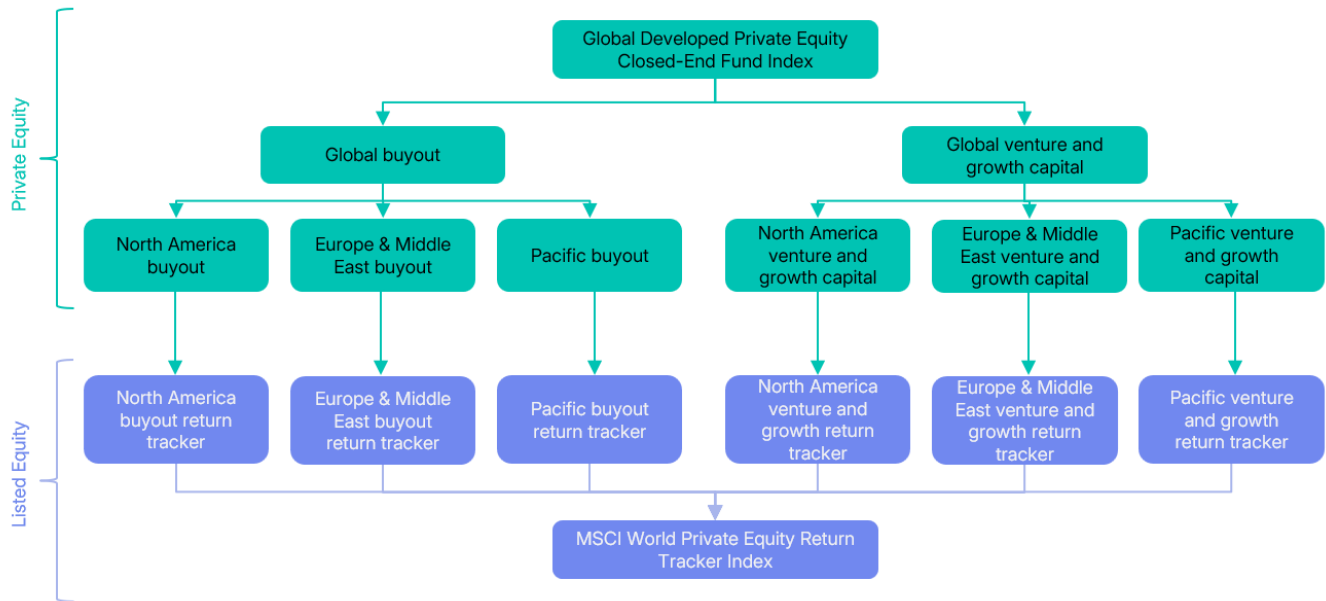 Private Equity
Global Developed Private Equity
Closed-End Fund Index
Global buyout
Global venture and
growth capital
North America
buyout
Europe & Middle
East buyout
Pacific buyout
North America
venture and
growth capital
Europe & Middle
East venture and
growth capital
Pacific venture
and growth
capital
Listed Equity
North America
buyout return
tracker
Europe & Middle
East buyout
return tracker
Pacific buyout
return tracker
North America
venture and
growth return
tracker
Europe & Middle
East venture and
growth return
tracker
Pacific venture
and growth
return tracker
MSCI World Private Equity Return
Tracker Index